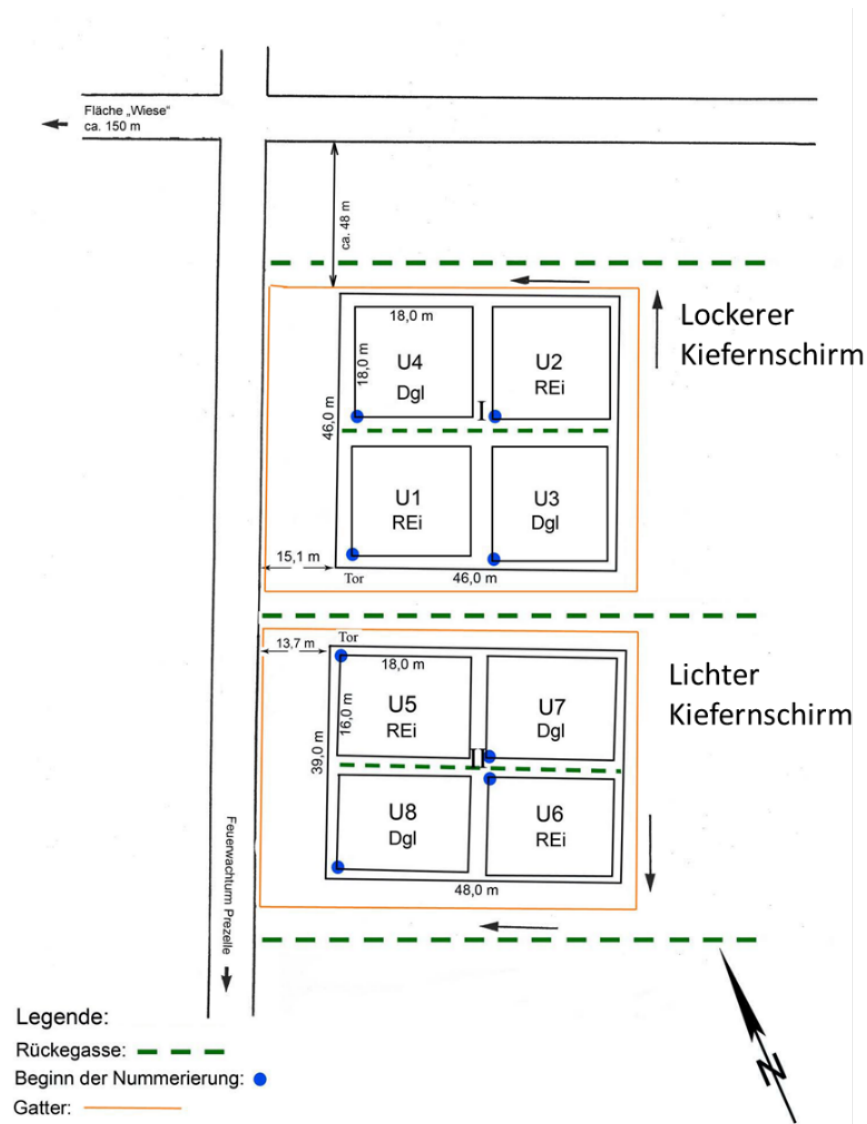 Fläche „Wiese“
ca. 150 m
ca. 48 m
Lockerer
Kiefernschirm
18,0 m
18,0 m
46,0 m
U4
Dgl
U2
REi
I
U1
REi
U3
Dgl
15,1 m
Tor
46,0 m
13,7 m
Tor
18,0 m
16,0 m
39,0 m
Lichter
Kiefernschirm
U5
REi
U7
Dgl
II
U8
Dgl
U6
REi
48,0 m
Feuerwachturm Prezelle
N
Legende:
Rückegasse:
Beginn der Nummerierung:
Gatter: